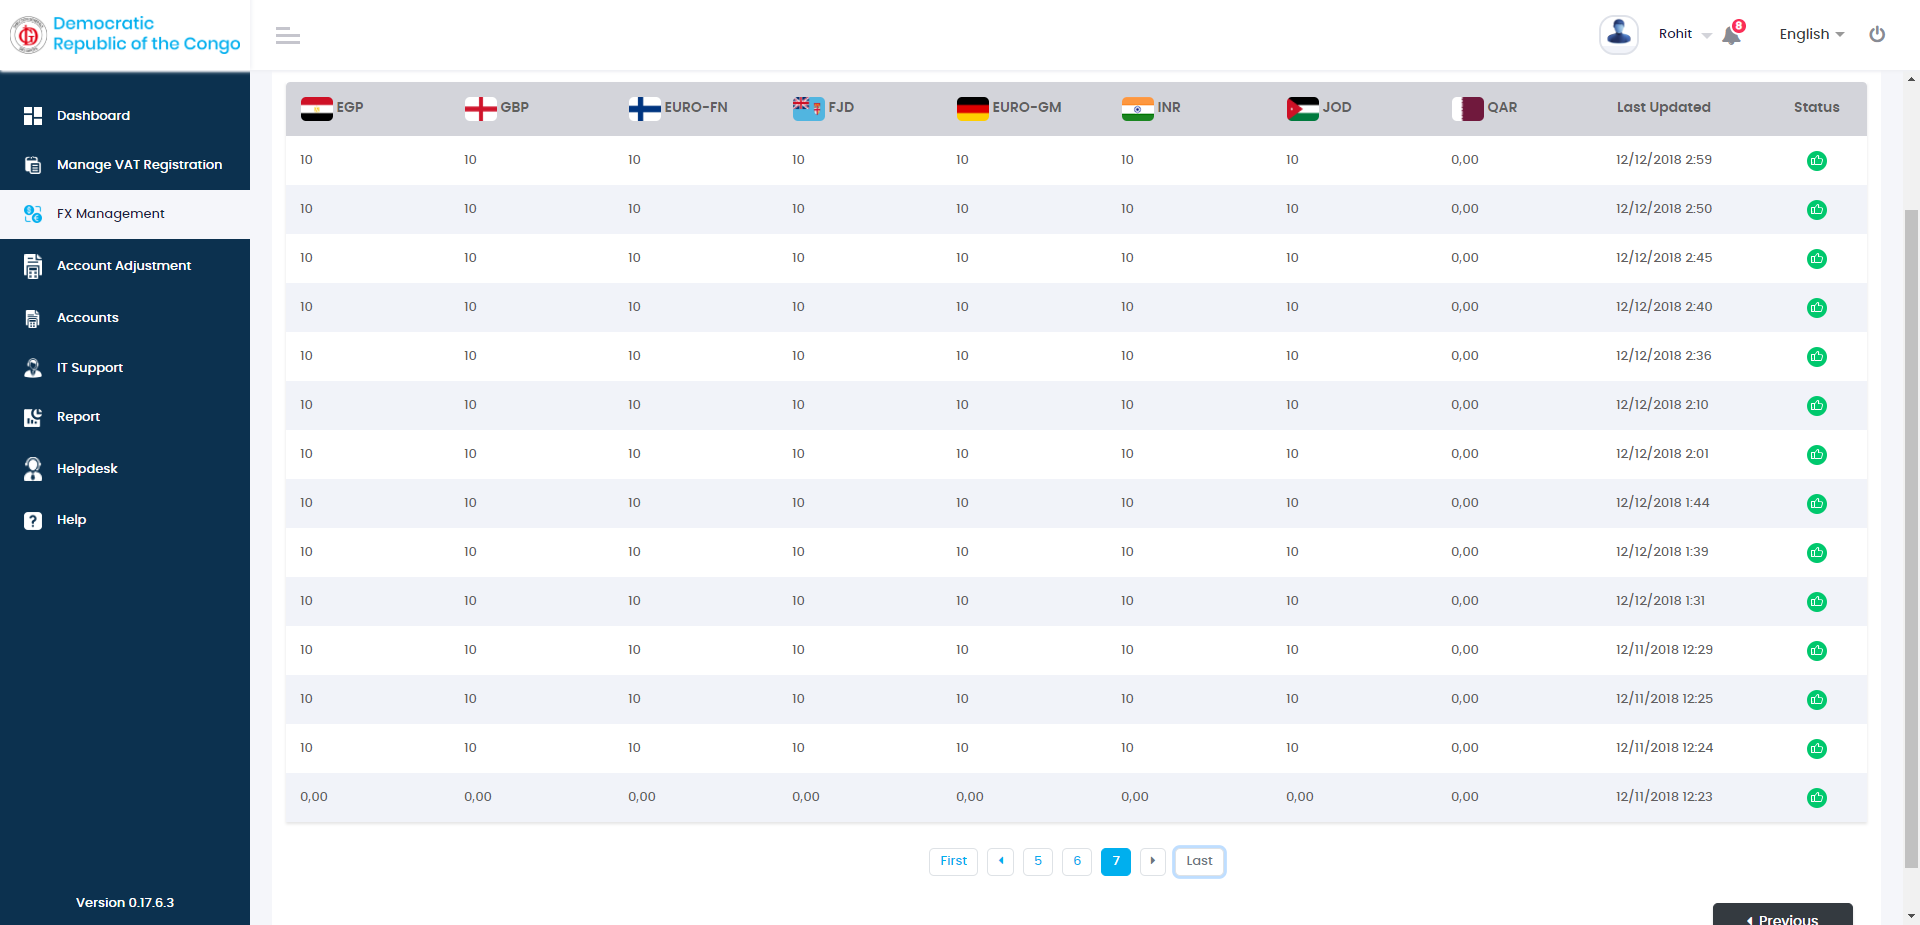 Democratic
Republic of the Congo
Rohit
8
English
Dashboard
Manage VAT Registration
FX Management
Account Adjustment
Accounts
IT Support
Report
Helpdesk
Help
Version 0.17.6.3
EGP GBP EURO-FN FJD EURO-GM INR JOD QAR Last Updated Status
10 10 10 10 10 10 10 0,00 12/12/2018 2:59
10 10 10 10 10 10 10 0,00 12/12/2018 2:50
10 10 10 10 10 10 10 0,00 12/12/2018 2:45
10 10 10 10 10 10 10 0,00 12/12/2018 2:40
10 10 10 10 10 10 10 0,00 12/12/2018 2:36
10 10 10 10 10 10 10 0,00 12/12/2018 2:10
10 10 10 10 10 10 10 0,00 12/12/2018 2:01
10 10 10 10 10 10 10 0,00 12/12/2018 1:44
10 10 10 10 10 10 10 0,00 12/12/2018 1:39
10 10 10 10 10 10 10 0,00 12/12/2018 1:31
10 10 10 10 10 10 10 0,00 12/11/2018 12:29
10 10 10 10 10 10 10 0,00 12/11/2018 12:25
10 10 10 10 10 10 10 0,00 12/11/2018 12:24
0,00 0,00 0,00 0,00 0,00 0,00 0,00 0,00 12/11/2018 12:23
First 5 6 7 Last
Previous